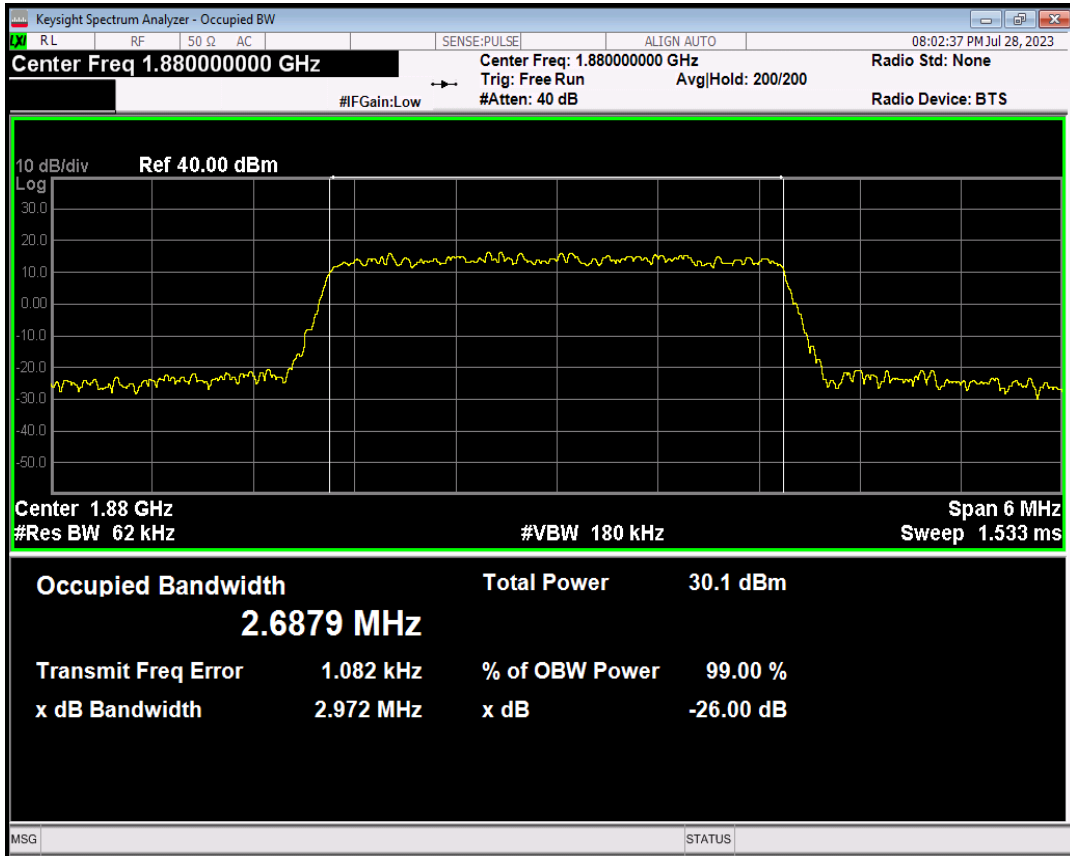 Keysight Spectrum Analyzer - Occupied BW
LXI RL RF 50 Ω AC SENSE:PULSE ALIGN AUTO 08:02:37 PM Jul 28, 2023
Center Freq 1.880000000 GHz Center Freq: 1.880000000 GHz Radio Std: None
Trig: Free Run Avg|Hold: 200/200
#IFGain:Low #Atten: 40 dB Radio Device: BTS
10 dB/div Ref 40.00 dBm
Log
30.0
20.0
10.0
0.00
-10.0
-20.0
-30.0
-40.0
-50.0
Center 1.88 GHz Span 6 MHz
#Res BW 62 kHz #VBW 180 kHz Sweep 1.533 ms
Occupied Bandwidth Total Power 30.1 dBm
2.6879 MHz
Transmit Freq Error 1.082 kHz % of OBW Power 99.00 %
x dB Bandwidth 2.972 MHz x dB -26.00 dB
MSG STATUS